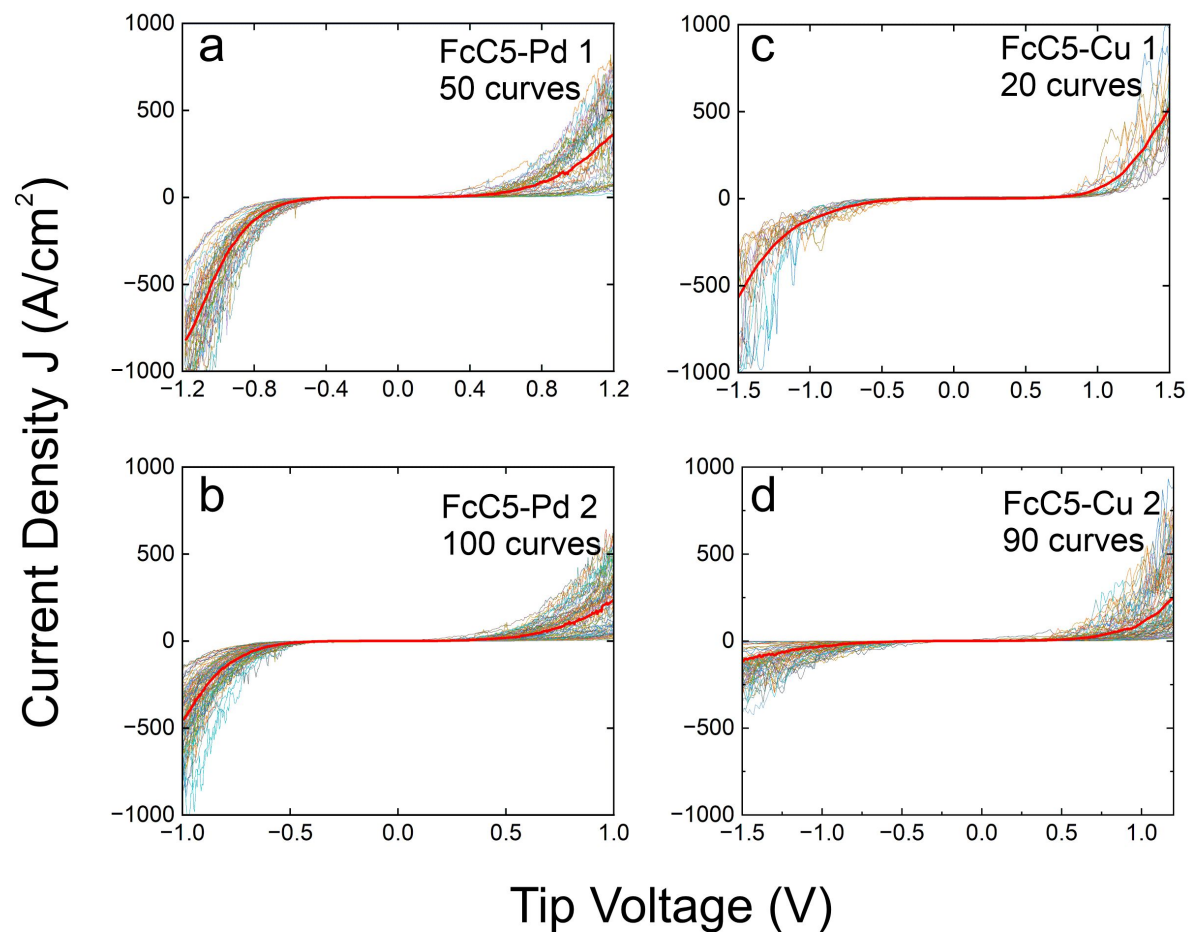 Current Density J (A/cm²)
a
FcC5-Pd 1
50 curves
1000
500
0
−500
−1000
−1.2 −0.8 −0.4 0.0 0.4 0.8 1.2
c
FcC5-Cu 1
20 curves
1000
500
0
−500
−1000
−1.5 −1.0 −0.5 0.0 0.5 1.0 1.5
b
FcC5-Pd 2
100 curves
1000
500
0
−500
−1000
−1.0 −0.5 0.0 0.5 1.0
d
FcC5-Cu 2
90 curves
1000
500
0
−500
−1000
−1.5 −1.0 −0.5 0.0 0.5 1.0
Tip Voltage (V)